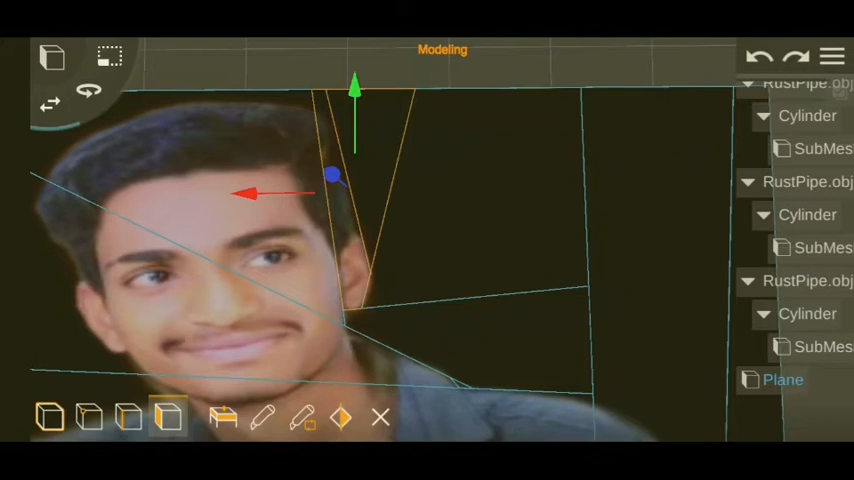 Modeling
RustPipe.obj
Cylinder
SubMes
RustPipe.obj
Cylinder
SubMes
RustPipe.obj
Cylinder
SubMes
Plane